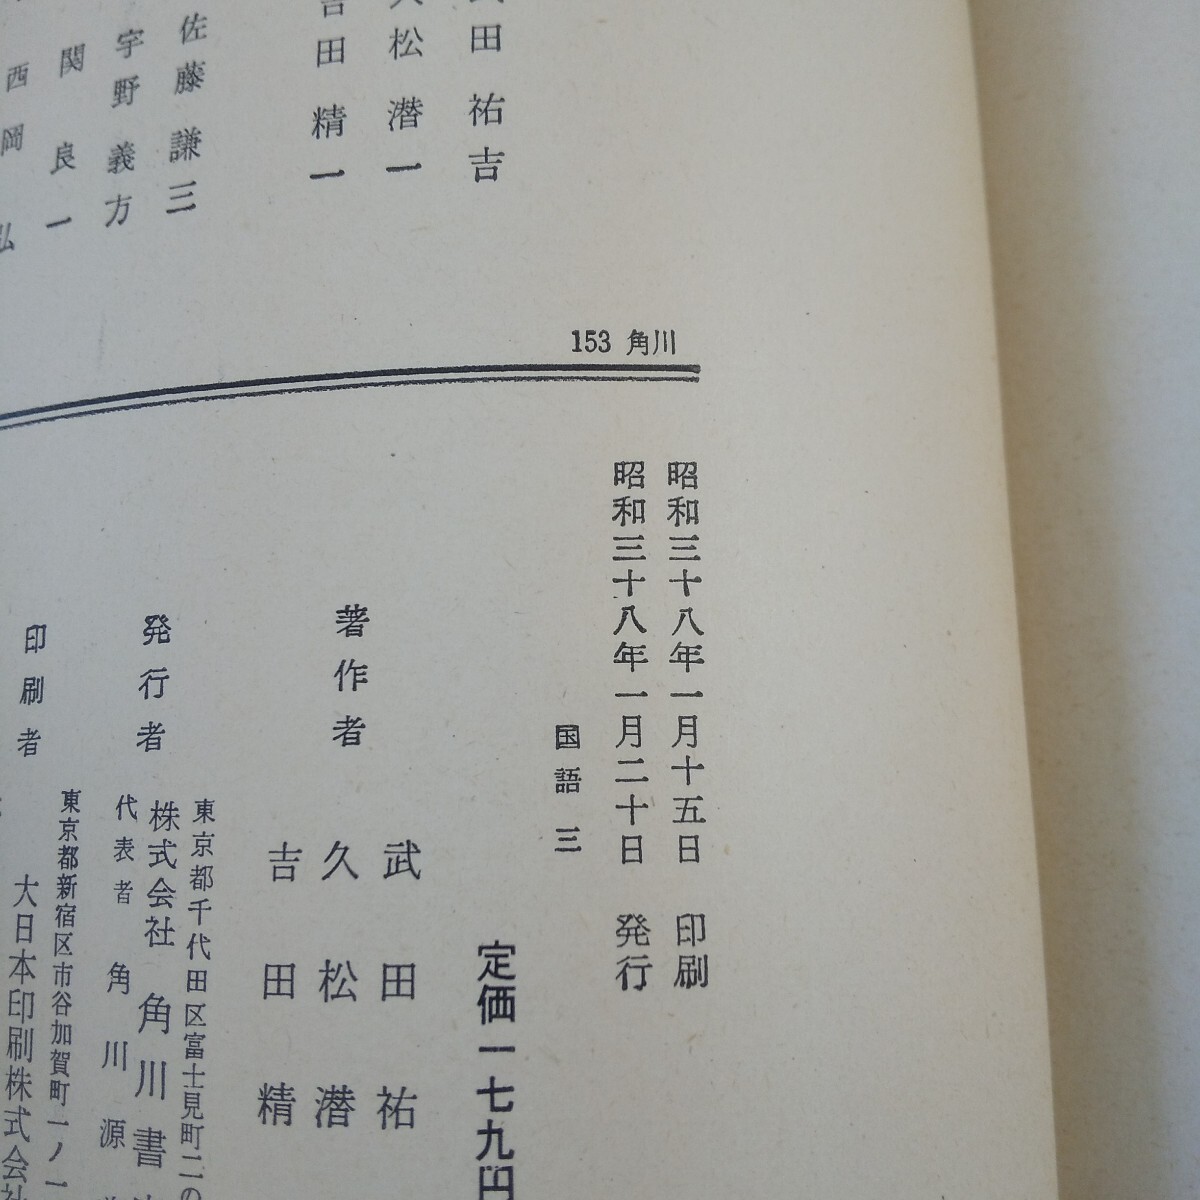 田祐吉
松潜一
田精一
佐藤謙三
宇野義方
関良一
西岡弘
153 角川
昭和三十八年一月十五日 印刷
昭和三十八年一月二十日 発行
国語三
定価一七九円
著作者
武田祐
久松潜
吉田精
発行者
東京都千代田区富士見町二の
株式会社 角川書
代表者 角川源
印刷者
東京都新宿区市谷加賀町一ノ一
大日本印刷株式会社